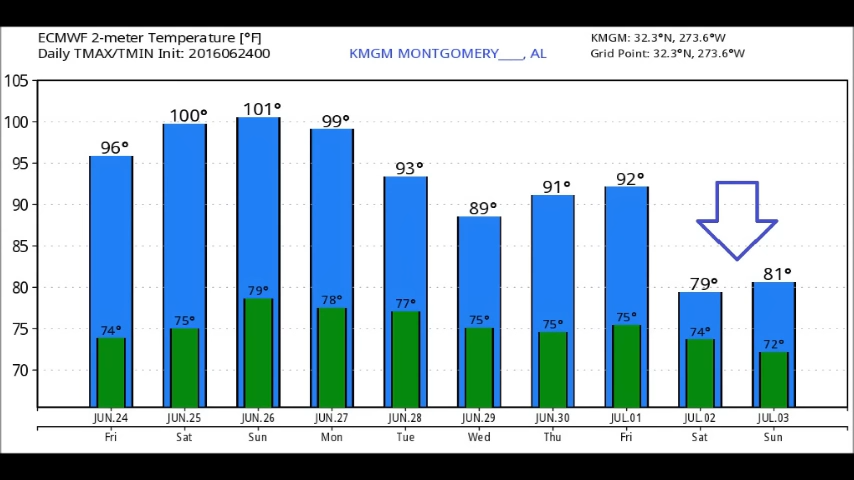 ECMWF 2-meter Temperature [°F]
Daily TMAX/TMIN Init: 2016062400
KMGM MONTGOMERY____, AL
KMGM: 32.3°N, 273.6°W
Grid Point: 32.3°N, 273.6°W
105
100
95
90
85
80
75
70
96° 100° 101° 99° 93° 89° 91° 92° 79° 81°
74° 75° 79° 78° 77° 75° 75° 75° 74° 72°
JUN.24 JUN.25 JUN.26 JUN.27 JUN.28 JUN.29 JUN.30 JUL.01 JUL.02 JUL.03
Fri Sat Sun Mon Tue Wed Thu Fri Sat Sun